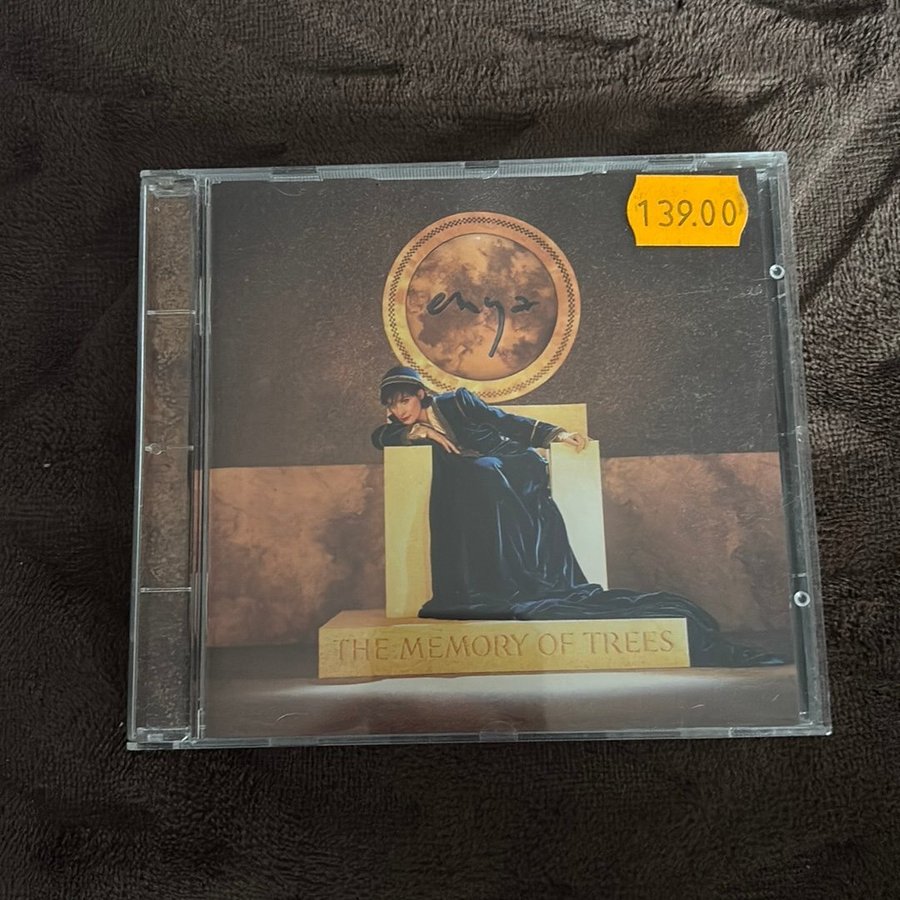 139.00
enya
THE MEMORY OF TREES